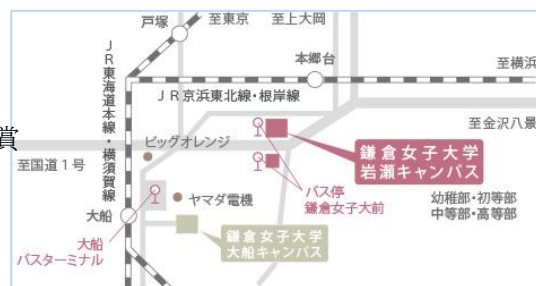 戸塚
至東京
至上大岡
JR東海道本線・横須賀線
本郷台
至横浜
JR京浜東北線・根岸線
賞
至金沢八景
ビッグオレンジ
至国道1号
鎌倉女子大学
岩瀬キャンパス
バス停
鎌倉女子大前
幼稚部・初等部
中等部・高等部
ヤマダ電機
大船
大船
バスターミナル
鎌倉女子大学
大船キャンパス